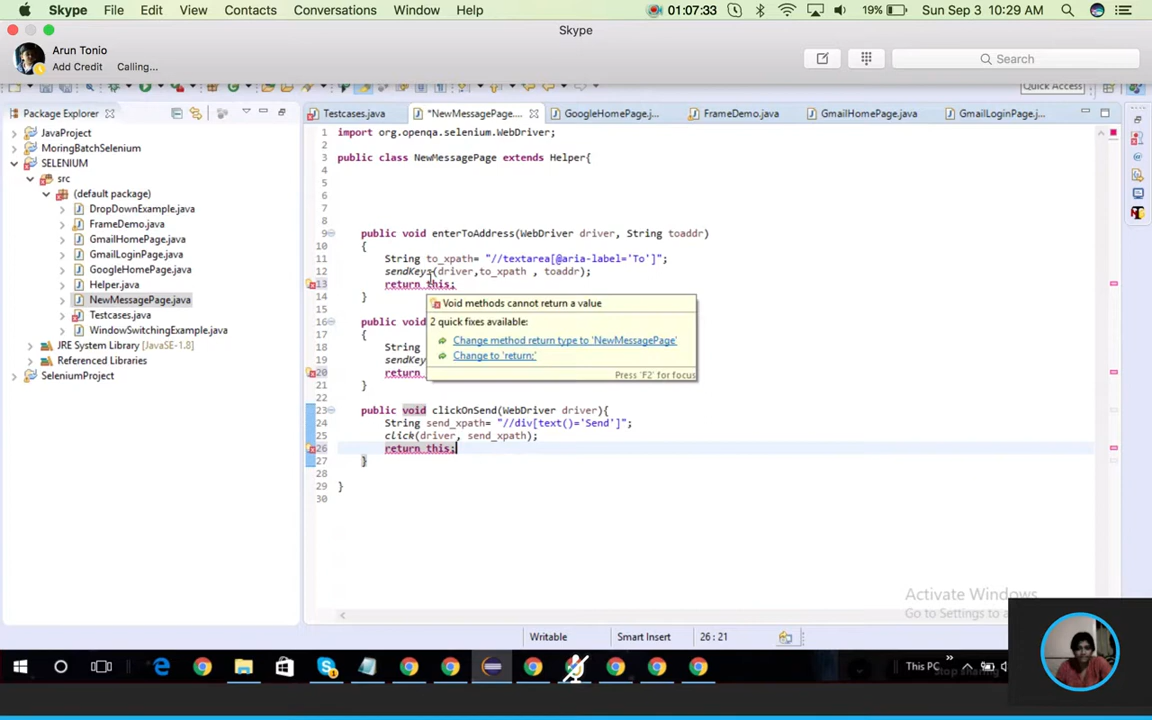 Skype File Edit View Contacts Conversations Window Help 01:07:33 19% Sun Sep 3 10:29 AM
Skype
Arun Tonio
Add Credit Calling...
Search
Quick Access
Package Explorer
Testcases.java *NewMessagePage.... GoogleHomePage.j... FrameDemo.java GmailHomePage.java GmailLoginPage.j...
JavaProject
MoringBatchSelenium
SELENIUM
src
(default package)
DropDownExample.java
FrameDemo.java
GmailHomePage.java
GmailLoginPage.java
GoogleHomePage.java
Helper.java
NewMessagePage.java
Testcases.java
WindowSwitchingExample.java
JRE System Library [JavaSE-1.8]
Referenced Libraries
SeleniumProject
1 import org.openqa.selenium.WebDriver;
2
3 public class NewMessagePage extends Helper{
4
5
6
7
8
9 public void enterToAddress(WebDriver driver, String toaddr)
10 {
11 String to_xpath= "//textarea[@aria-label='To']";
12 sendKeys(driver,to_xpath , toaddr);
13 return this;
14 }
15
16 public void
17 {
18 String
19 sendKey
20 return
21 }
22
23 public void clickOnSend(WebDriver driver){
24 String send_xpath= "//div[text()='Send']";
25 click(driver, send_xpath);
26 return this;
27 }
28
29 }
30
Void methods cannot return a value
2 quick fixes available:
Change method return type to 'NewMessagePage'
Change to 'return;'
Press 'F2' for focus
Activate Windows
Go to Settings to a
Writable Smart Insert 26 : 21
This PC
Stop sharing